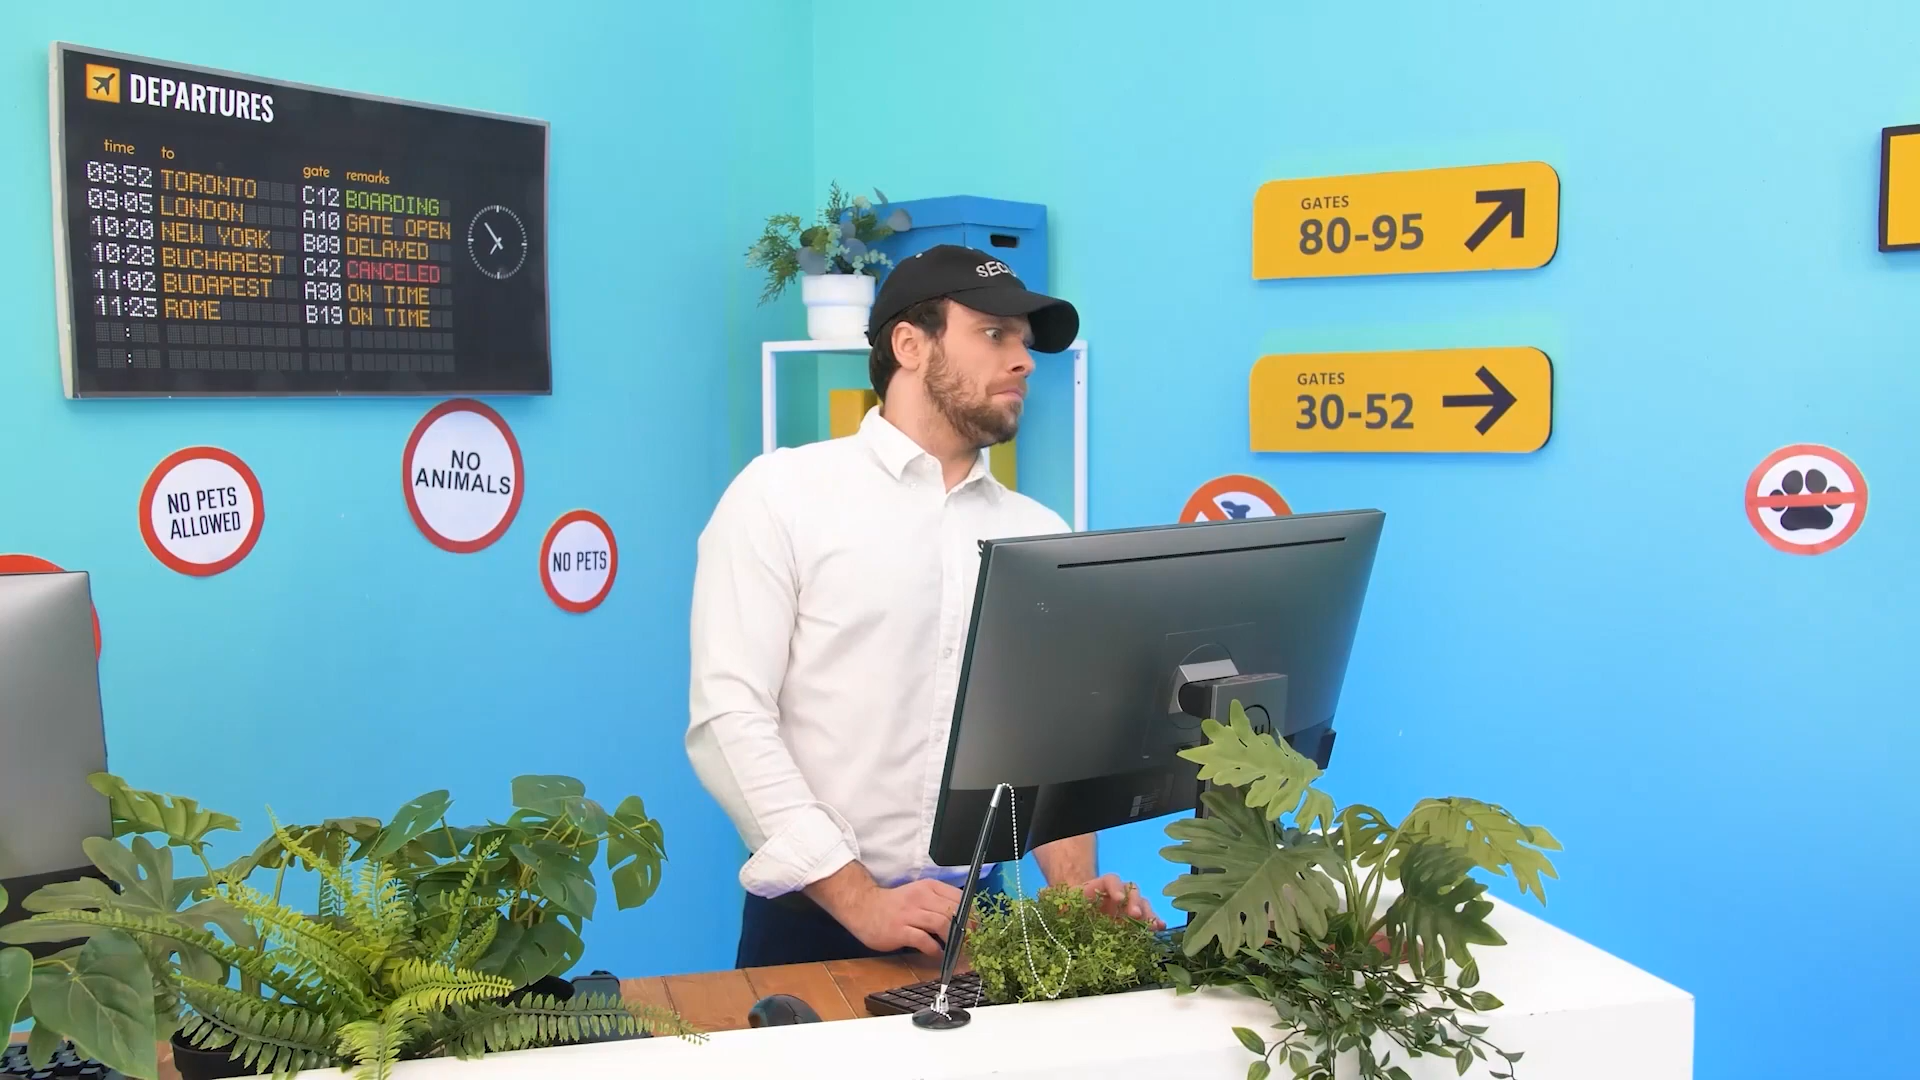 DEPARTURES
time to gate remarks
08:52 TORONTO C12 BOARDING
09:05 LONDON A10 GATE OPEN
10:20 NEW YORK B09 DELAYED
10:28 BUCHAREST C42 CANCELED
11:02 BUDAPEST A30 ON TIME
11:25 ROME B19 ON TIME
:
:
NO PETS
ALLOWED
NO
ANIMALS
NO PETS
GATES
80-95
GATES
30-52